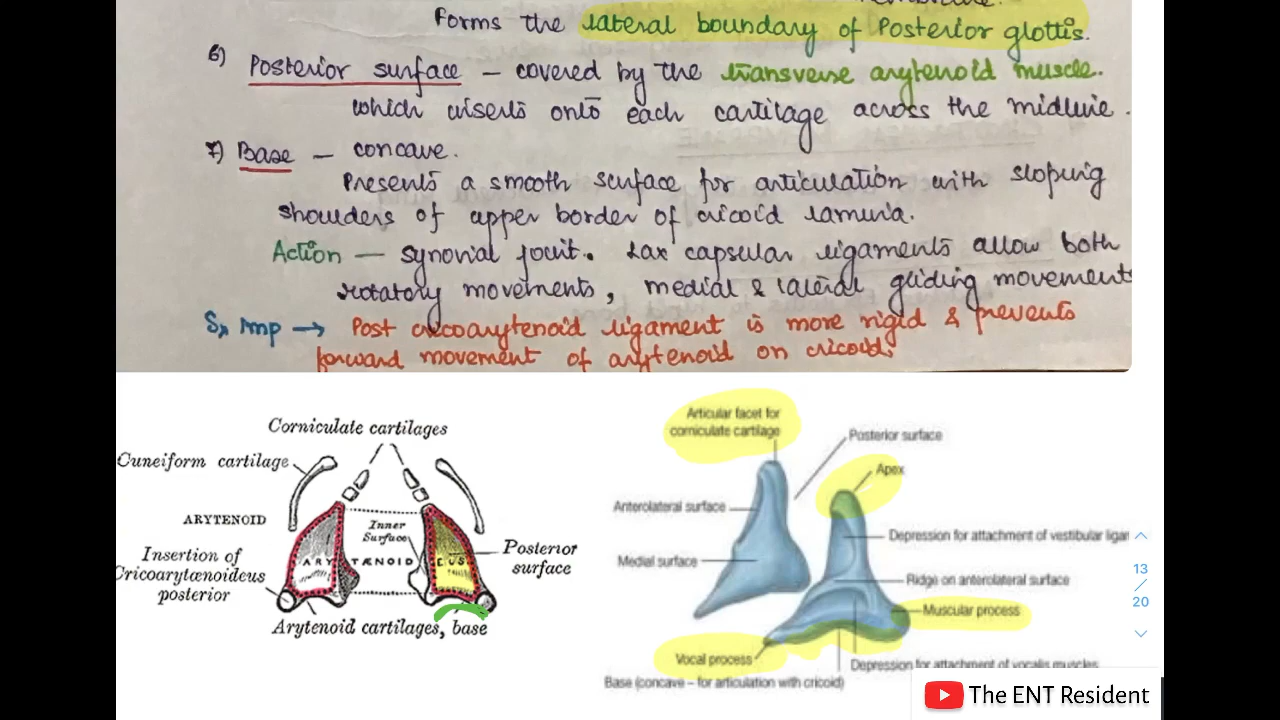 Forms the lateral boundary of Posterior glottis.
6) Posterior surface – covered by the transverse arytenoid muscle.
which inserts onto each cartilage across the midline.
7) Base – concave.
Presents a smooth surface for articulation with sloping
shoulders of upper border of cricoid lamina.
Action — synovial joint. Lax capsular ligaments allow both
rotatory movements, medial & lateral gliding movement
Imp → Post cricoarytenoid ligament is more rigid & prevents
forward movement of arytenoid on cricoid.
Corniculate cartilages
Cuneiform cartilage
ARYTENOID
Inner
Surface
Insertion of
Cricoarytænoideus
posterior
ARY TÆNOID EUS
Posterior
surface
Arytenoid cartilages, base
Articular facet for
corniculate cartilage
Posterior surface
Apex
Anterolateral surface
Depression for attachment of vestibular ligar
Medial surface
Ridge on anterolateral surface
Muscular process
Vocal process
Depression for attachment of vocalis muscles
Base (concave – for articulation with cricoid)
13
/
20
The ENT Resident